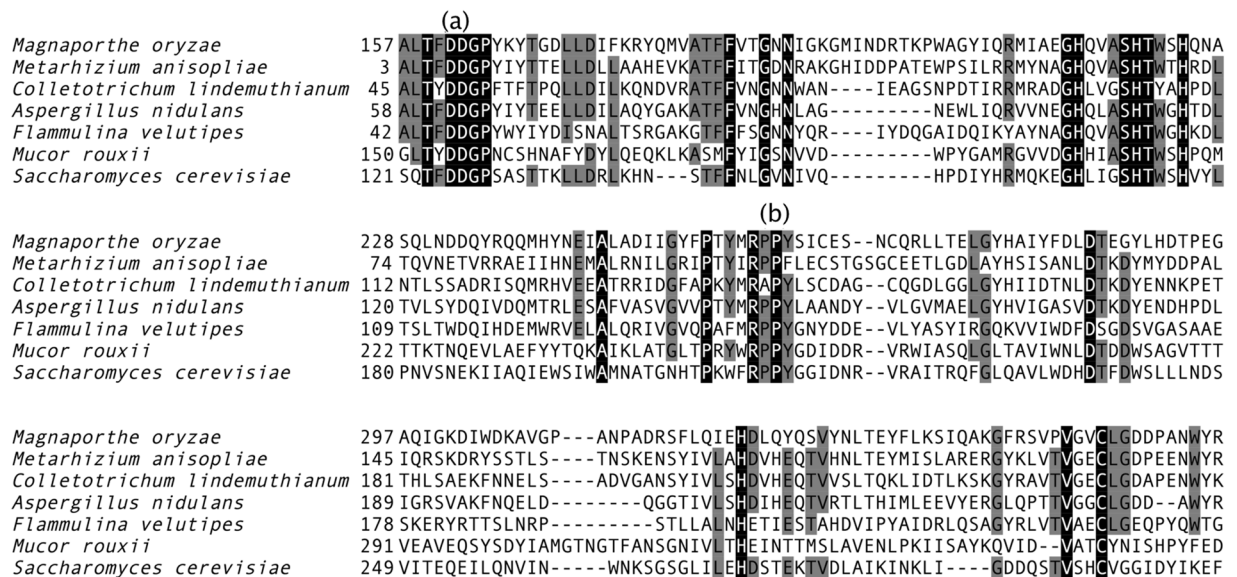 (a)
Magnaporthe oryzae 157 ALTFDDGPYKYTGDLLDIFKRYQMVATFFVTGNNIGKGMINDRTKPWAGYIQRMIAEGHQVASHTWSHQNA
Metarhizium anisopliae 3 ALTFDDGPYIYTTELLDLLAAHEVKATFFITGDNRAKGHIDDPATEWPSILRRMYNAGHQVASHTWTHRDL
Colletotrichum lindemuthianum 45 ALTYDDGPFTFTPQLLDILKQNDVRATFFVNGNNWAN----IEAGSNPDTIRRMRADGHLVGSHTYAHPDL
Aspergillus nidulans 58 ALTFDDGPYIYTEELLDILAQYGAKATFFVNGHNLAG---------NEWLIQRVVNEGHQLASHTWGHTDL
Flammulina velutipes 42 ALTFDDGPYWYIYDISNALTSRGAKGTFFFSGNNYQR----IYDQGAIDQIKYAYNAGHQVASHTWGHKDL
Mucor rouxii 150 GLTYDDGPNCSHNAFYDYLQEQKLKASMFYIGSNVVD---------WPYGAMRGVVDGHHIASHTWSHPQM
Saccharomyces cerevisiae 121 SQTFDDGPSASTTKLLDRLKHN---STFFNLGVNIVQ---------HPDIYHRMQKEGHLIGSHTWSHVYL
(b)
Magnaporthe oryzae 228 SQLNDDQYRQQMHYNEIALADIIGYFPTYMRPPYSICES--NCQRLLTELGYHAIYFDLDTEGYLHDTPEG
Metarhizium anisopliae 74 TQVNETVRRAEIIHNEMALRNILGRIPTYIRPPFLECSTGSGCEETLGDLAYHSISANLDTKDYMYDDPAL
Colletotrichum lindemuthianum 112 NTLSSADRISQMRHVEEATRRIDGFAPKYMRAPYLSCDAG--CQGDLGGLGYHIIDTNLDTKDYENNKPET
Aspergillus nidulans 120 TVLSYDQIVDQMTRLESAFVASVGVVPTYMRPPYLAANDY--VLGVMAELGYHVIGASVDTKDYENDHPDL
Flammulina velutipes 109 TSLTWDQIHDEMWRVELALQRIVGVQPAFMRPPYGNYDDE--VLYASYIRGQKVVIWDFDSGDSVGASAAE
Mucor rouxii 222 TTKTNQEVLAEFYYTQKAIKLATGLTPRYWRPPYGDIDDR--VRWIASQLGLTAVIWNLDTDDWSAGVTTT
Saccharomyces cerevisiae 180 PNVSNEKIIAQIEWSIWAMNATGNHTPKWFRPPYGGIDNR--VRAITRQFGLQAVLWDHDTFDWSLLLNDS
Magnaporthe oryzae 297 AQIGKDIWDKAVGP---ANPADRSFLQIEHDLQYQSVYNLTEYFLKSIQAKGFRSVPVGVCLGDDPANWYR
Metarhizium anisopliae 145 IQRSKDRYSSTLS----TNSKENSYIVLAHDVHEQTVHNLTEYMISLARERGYKLVTVGECLGDPEENWYR
Colletotrichum lindemuthianum 181 THLSAEKFNNELS----ADVGANSYIVLSHDVHEQTVVSLTQKLIDTLKSKGYRAVTVGECLGDAPENWYK
Aspergillus nidulans 189 IGRSVAKFNQELD--------QGGTIVLSHDIHEQTVRTLTHIMLEEVYERGLQPTTVGGCLGDD--AWYR
Flammulina velutipes 178 SKERYRTTSLNRP---------STLLALNHETIESTAHDVIPYAIDRLQSAGYRLVTVAECLGEQPYQWTG
Mucor rouxii 291 VEAVEQSYSDYIAMGTNGTFANSGNIVLTHEINTTMSLAVENLPKIISAYKQVID--VATCYNISHPYFED
Saccharomyces cerevisiae 249 VITEQEILQNVIN----WNKSGSGLILEHDSTEKTVDLAIKINKLI----GDDQSTVSHCVGGIDYIKEF